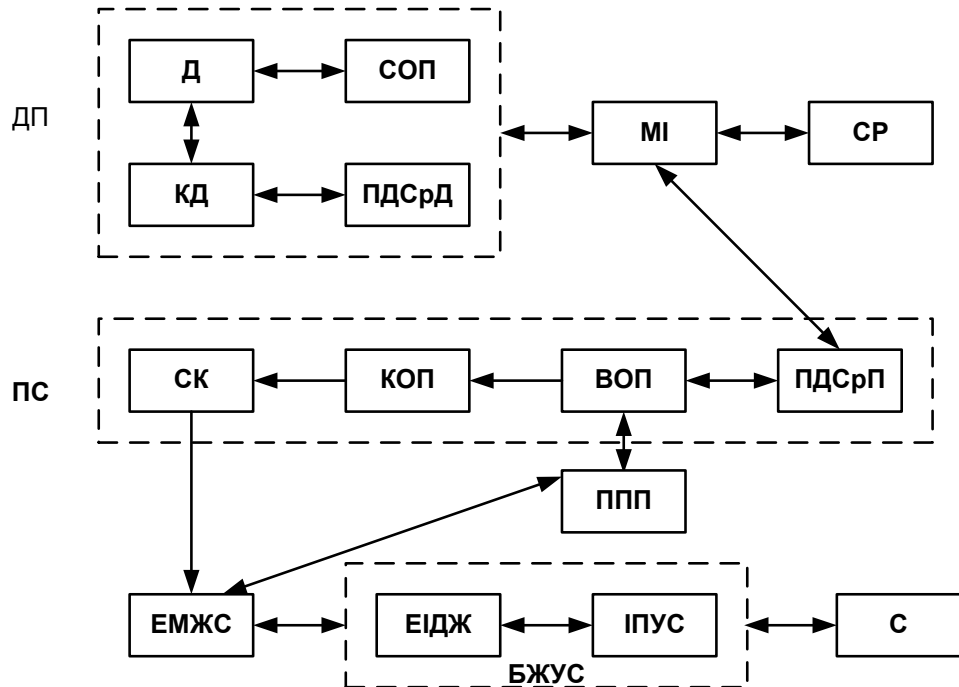 Д
СОП
ДП
МІ
СР
КД
ПДСрД
СК
КОП
ВОП
ПДСрП
ПС
ППП
ЕМЖС
ЕІДЖ
ІПУС
С
БЖУС